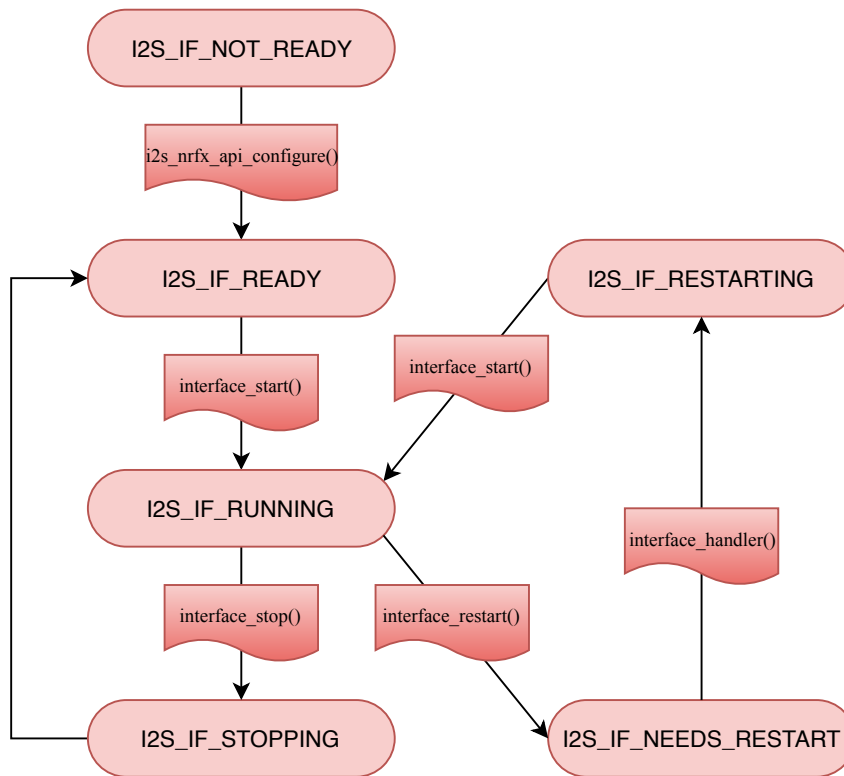 I2S_IF_NOT_READY
i2s_nrfx_api_configure()
I2S_IF_READY
I2S_IF_RESTARTING
interface_start()
interface_start()
I2S_IF_RUNNING
interface_handler()
interface_stop()
interface_restart()
I2S_IF_STOPPING
I2S_IF_NEEDS_RESTART